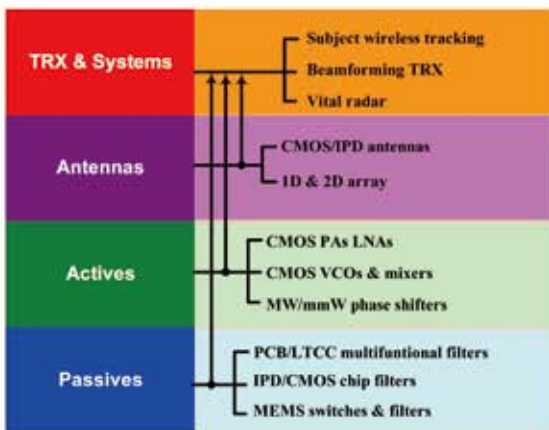 TRX & Systems
Subject wireless tracking
Beamforming TRX
Vital radar
Antennas
CMOS/IPD antennas
1D & 2D array
Actives
CMOS PAs LNAs
CMOS VCOs & mixers
MW/mmW phase shifters
Passives
PCB/LTCC multifuntional filters
IPD/CMOS chip filters
MEMS switches & filters